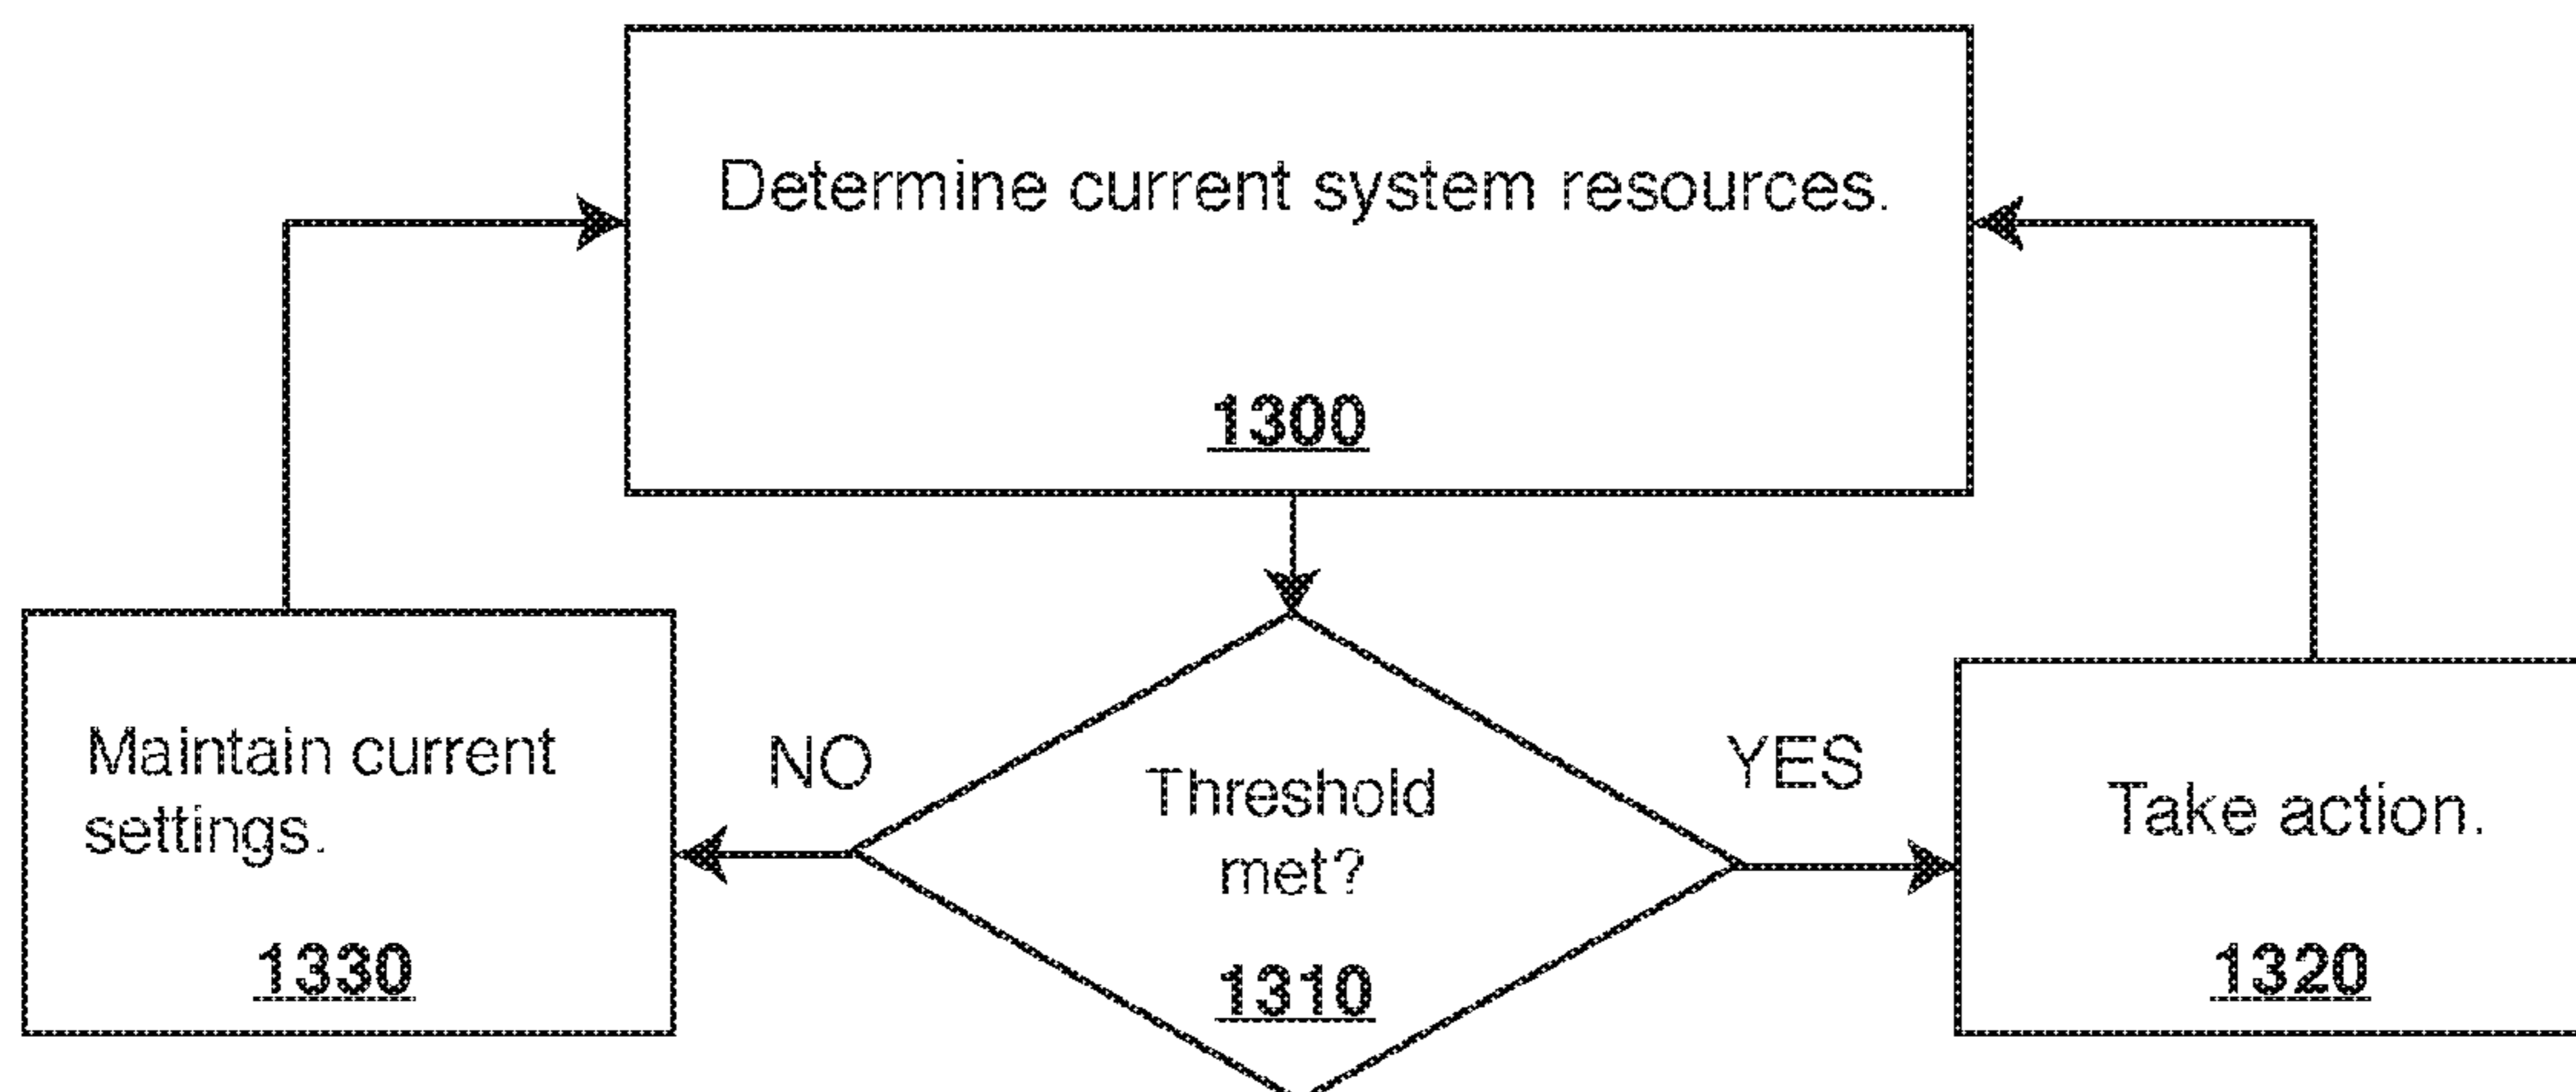 Determine current system resources.
1300
Maintain current
settings.
1330
NO
Threshold
met?
1310
YES
Take action.
1320